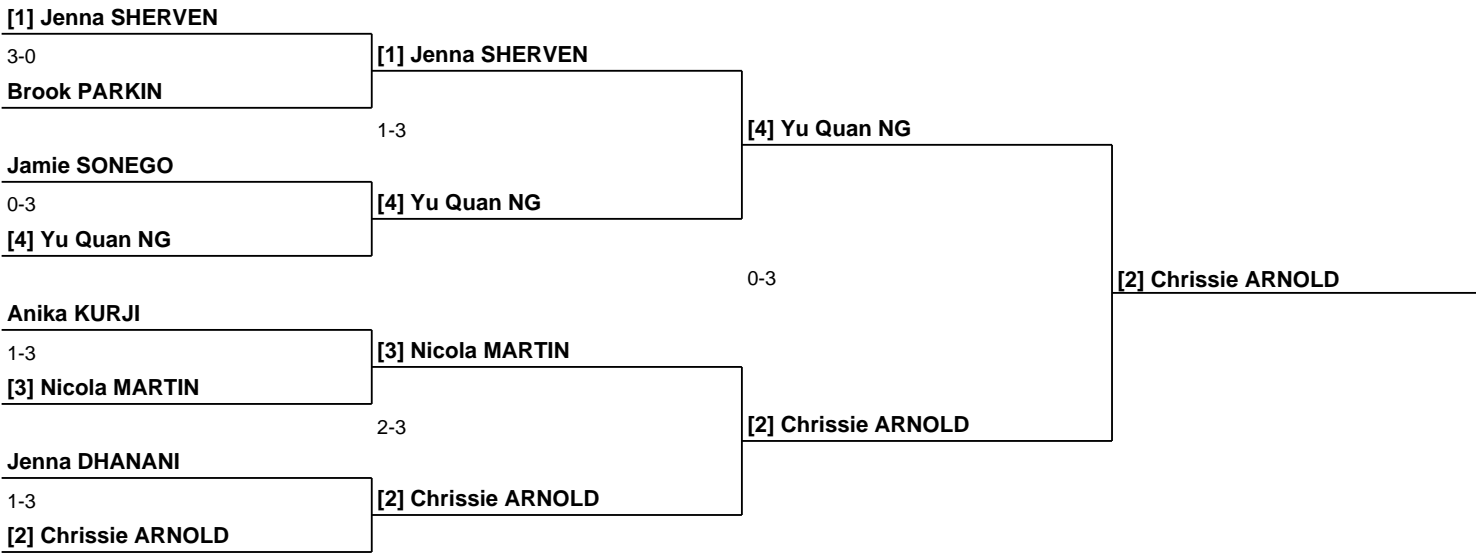 [1] Jenna SHERVEN
3-0
Brook PARKIN
Jamie SONEGO
0-3
[4] Yu Quan NG
Anika KURJI
1-3
[3] Nicola MARTIN
Jenna DHANANI
1-3
[2] Chrissie ARNOLD
[1] Jenna SHERVEN
1-3
[4] Yu Quan NG
[3] Nicola MARTIN
2-3
[2] Chrissie ARNOLD
[4] Yu Quan NG
0-3
[2] Chrissie ARNOLD
[2] Chrissie ARNOLD